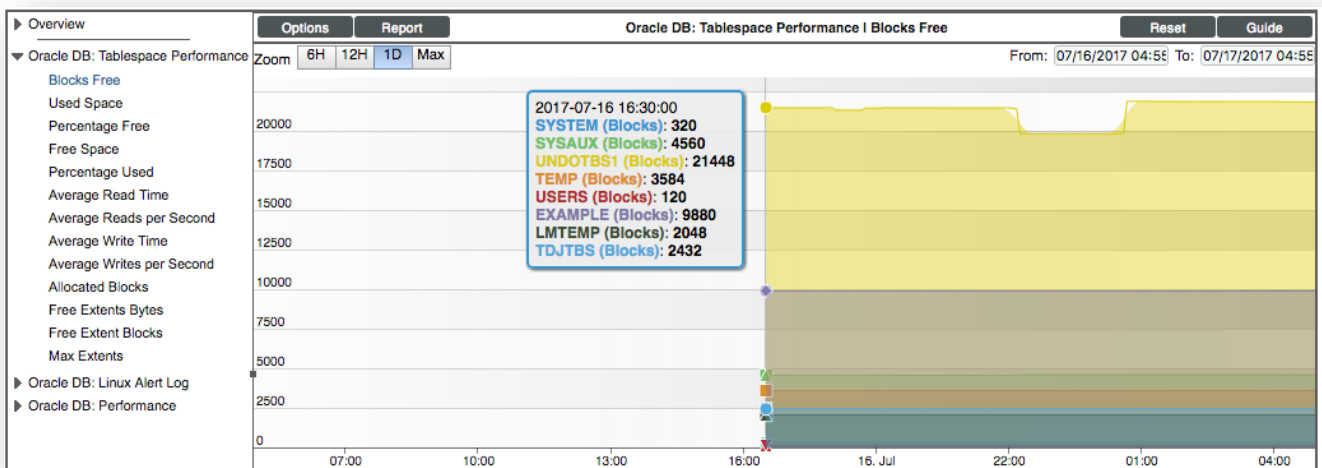 Overview
Options Report Oracle DB: Tablespace Performance | Blocks Free Reset Guide
Oracle DB: Tablespace Performance
Zoom 6H 12H 1D Max From: 07/16/2017 04:55 To: 07/17/2017 04:55
Blocks Free
Used Space
Percentage Free
Free Space
Percentage Used
Average Read Time
Average Reads per Second
Average Write Time
Average Writes per Second
Allocated Blocks
Free Extents Bytes
Free Extent Blocks
Max Extents
Oracle DB: Linux Alert Log
Oracle DB: Performance
2017-07-16 16:30:00
SYSTEM (Blocks): 320
SYSAUX (Blocks): 4560
UNDOTBS1 (Blocks): 21448
TEMP (Blocks): 3584
USERS (Blocks): 120
EXAMPLE (Blocks): 9880
LMTEMP (Blocks): 2048
TDJTBS (Blocks): 2432
20000
17500
15000
12500
10000
7500
5000
2500
0
07:00 10:00 13:00 16:00 16. Jul 22:00 01:00 04:00